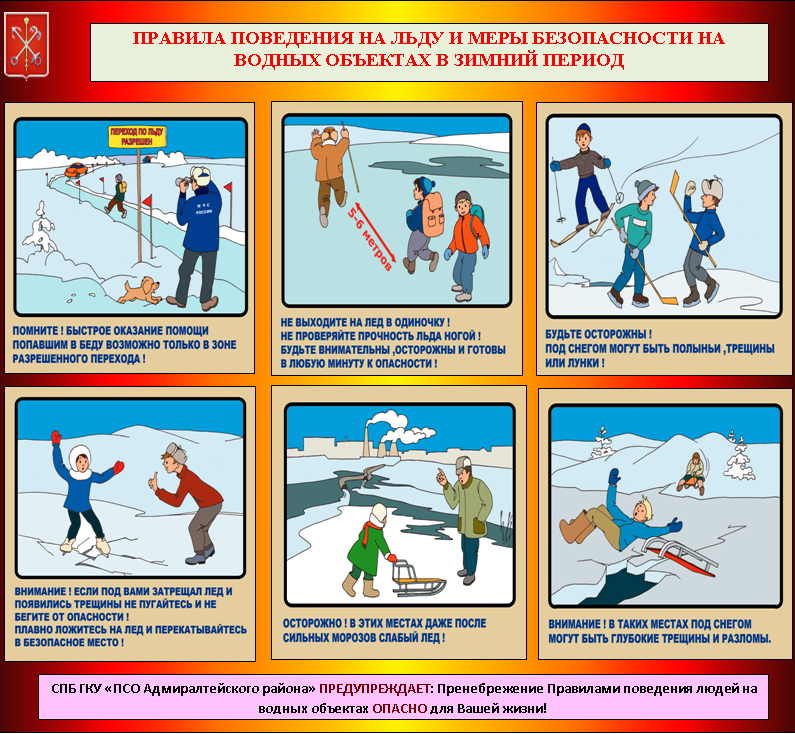 ПРАВИЛА ПОВЕДЕНИЯ НА ЛЬДУ И МЕРЫ БЕЗОПАСНОСТИ НА
ВОДНЫХ ОБЪЕКТАХ В ЗИМНИЙ ПЕРИОД
ПЕРЕХОД ПО ЛЬДУ
РАЗРЕШЕН
М Ч С
РОССИИ
ПОМНИТЕ ! БЫСТРОЕ ОКАЗАНИЕ ПОМОЩИ
ПОПАВШИМ В БЕДУ ВОЗМОЖНО ТОЛЬКО В ЗОНЕ
РАЗРЕШЕННОГО ПЕРЕХОДА !
5-6 метров
НЕ ВЫХОДИТЕ НА ЛЕД В ОДИНОЧКУ !
НЕ ПРОВЕРЯЙТЕ ПРОЧНОСТЬ ЛЬДА НОГОЙ !
БУДЬТЕ ВНИМАТЕЛЬНЫ ,ОСТОРОЖНЫ И ГОТОВЫ
В ЛЮБУЮ МИНУТУ К ОПАСНОСТИ !
БУДЬТЕ ОСТОРОЖНЫ !
ПОД СНЕГОМ МОГУТ БЫТЬ ПОЛЫНЬИ ,ТРЕЩИНЫ
ИЛИ ЛУНКИ !
ВНИМАНИЕ ! ЕСЛИ ПОД ВАМИ ЗАТРЕЩАЛ ЛЕД И
ПОЯВИЛИСЬ ТРЕЩИНЫ НЕ ПУГАЙТЕСЬ И НЕ
БЕГИТЕ ОТ ОПАСНОСТИ !
ПЛАВНО ЛОЖИТЕСЬ НА ЛЕД И ПЕРЕКАТЫВАЙТЕСЬ
В БЕЗОПАСНОЕ МЕСТО !
ОСТОРОЖНО ! В ЭТИХ МЕСТАХ ДАЖЕ ПОСЛЕ
СИЛЬНЫХ МОРОЗОВ СЛАБЫЙ ЛЕД !
ВНИМАНИЕ ! В ТАКИХ МЕСТАХ ПОД СНЕГОМ
МОГУТ БЫТЬ ГЛУБОКИЕ ТРЕЩИНЫ И РАЗЛОМЫ.
СПБ ГКУ «ПСО Адмиралтейского района» ПРЕДУПРЕЖДАЕТ: Пренебрежение Правилами поведения людей на
водных объектах ОПАСНО для Вашей жизни!